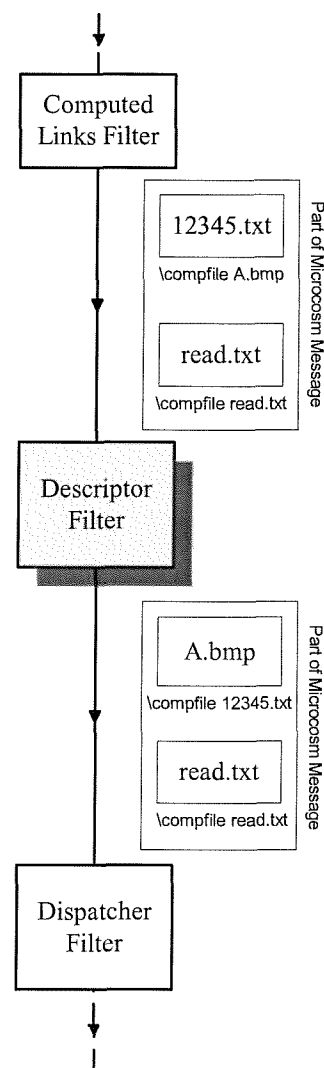 Computed
Links Filter
12345.txt
\compfile A.bmp
read.txt
\compfile read.txt
Part of Microcosm Message
Descriptor
Filter
A.bmp
\compfile 12345.txt
read.txt
\compfile read.txt
Part of Microcosm Message
Dispatcher
Filter